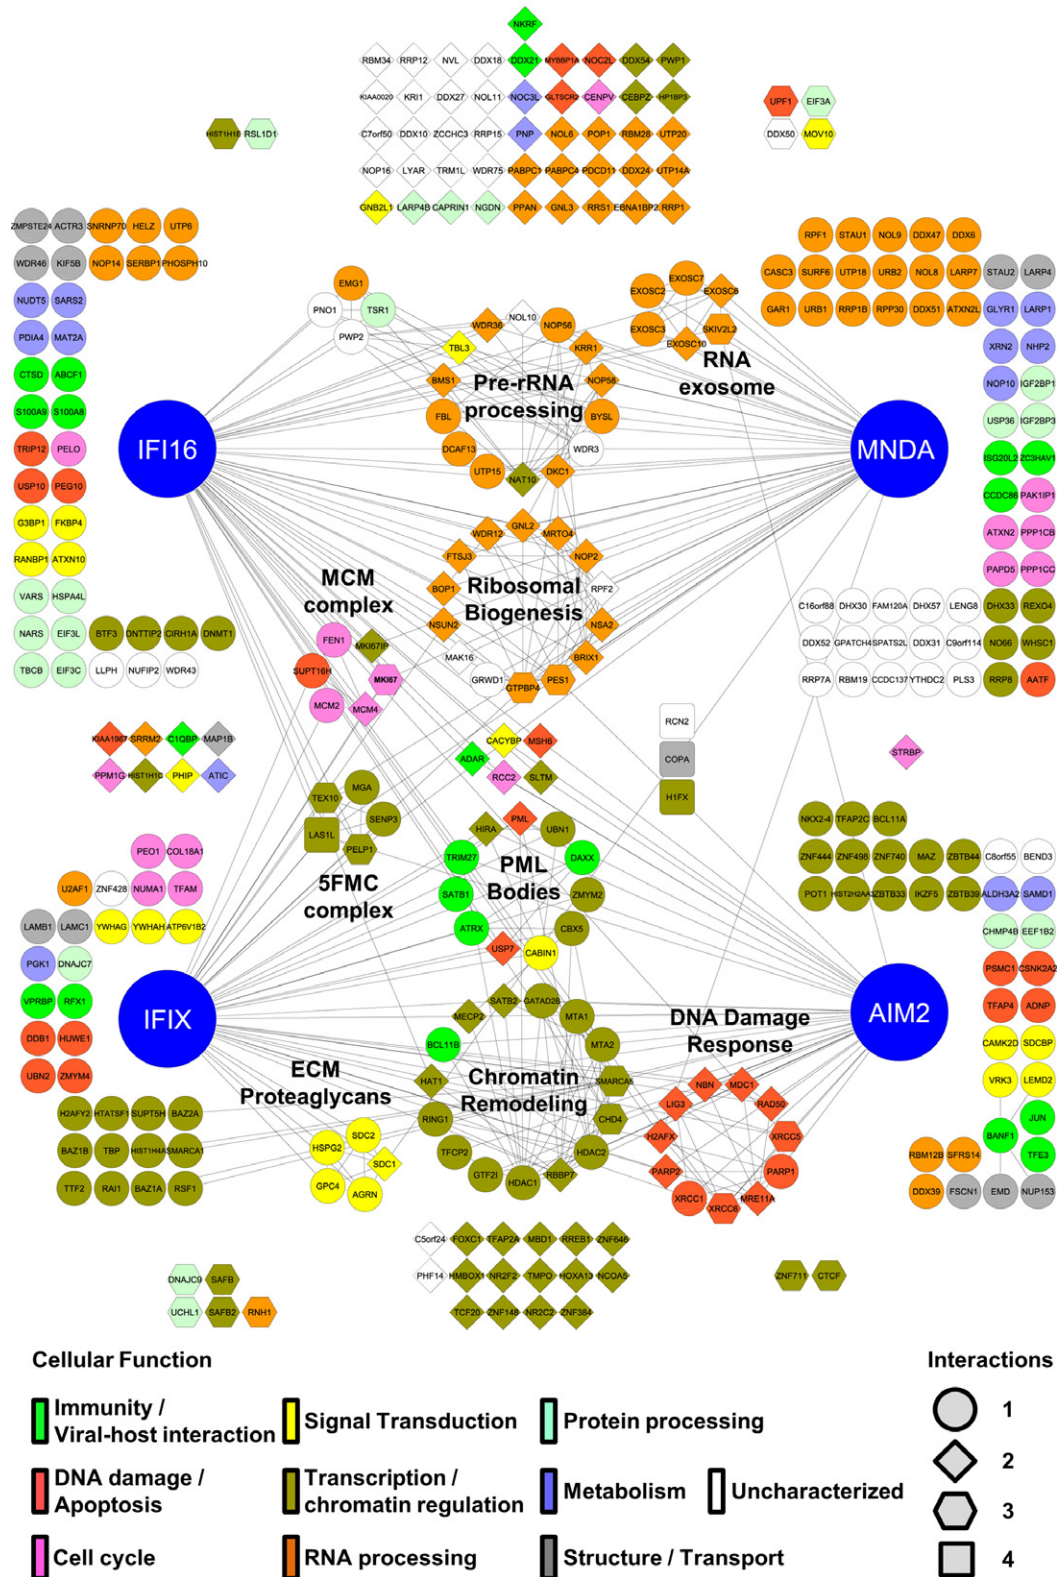 NKRF
RBM34 RRP12 NVL DDX18 DDX21 MYBBP1A NOC2L DDX54 PWP1
KIAA0020 KRI1 DDX27 NOL11 NOC3L GLTSCR2 CENPV CEBPZ HP1BP3
UPF1 EIF3A
HIST1H1B RSL1D1
C7orf50 DDX10 ZCCHC3 RRP15 PNP NOL6 POP1 RBM28 UTP20
DDX50 MOV10
NOP16 LYAR TRM1L WDR75 PABPC1 PABPC4 PDCD11 DDX24 UTP14A
GNB2L1 LARP4B CAPRIN1 NGDN PPAN GNL3 RRS1 EBNA1BP2 RRP1
ZMPSTE24 ACTR3 SNRNP70 HELZ UTP6
WDR46 KIF5B NOP14 SERBP1 PHOSPH10
NUDT5 SARS2
PDIA4 MAT2A
CTSD ABCF1
S100A9 S100A8
TRIP12 PELO
USP10 PEG10
G3BP1 FKBP4
RANBP1 ATXN10
VARS HSPA4L
NARS EIF3L BTF3 DNTTIP2 CIRH1A DNMT1
TBCB EIF3C LLPH NUFIP2 WDR43
RPF1 STAU1 NOL9 DDX47 DDX6
CASC3 SURF6 UTP18 URB2 NOL8 LARP7 STAU2 LARP4
GAR1 URB1 RRP1B RPP30 DDX51 ATXN2L GLYR1 LARP1
XRN2 NHP2
NOP10 IGF2BP1
USP36 IGF2BP3
ISG20L2 ZC3HAV1
CCDC86 PAK1IP1
ATXN2 PPP1CB
PAPD5 PPP1CC
C16orf88 DHX30 FAM120A DHX57 LENG8 DHX33 REXO4
DDX52 GPATCH4 SPATS2L DDX31 C9orf114 NO66 WHSC1
RRP7A RBM19 CCDC137 YTHDC2 PLS3 RRP8 AATF
IFI16
MNDA
EMG1
PNO1 TSR1
PWP2
WDR36 NOL10 NOP56
TBL3 KRR1
BMS1 NOP58
Pre-rRNA
processing
FBL BYSL
DCAF13 WDR3
UTP15 NAT10 DKC1
EXOSC2 EXOSC7 EXOSC6
EXOSC3 EXOSC10 SKIV2L2
RNA
exosome
WDR12 GNL2 MRTO4
FTSJ3 NOP2
BOP1 RPF2
Ribosomal
Biogenesis
NSUN2 NSA2
MAK16 BRIX1
GRWD1 GTPBP4 PES1
MCM
complex
FEN1 MKI67IP
SUPT16H MKI67
MCM2 MCM4
KIAA1967 SRRM2 C1QBP MAP1B
PPM1G HIST1H1C PHIP ATIC
CACYBP MSH6
ADAR RCC2 SLTM
RCN2
COPA
H1FX
STRBP
TEX10 MGA
LAS1L SENP3
PELP1
5FMC
complex
HIRA PML UBN1
TRIM27 DAXX
SATB1 ZMYM2
ATRX CBX5
USP7 CABIN1
PML
Bodies
PEO1 COL18A1
U2AF1 ZNF428 NUMA1 TFAM
LAMB1 LAMC1 YWHAG YWHAH ATP6V1B2
PGK1 DNAJC7
VPRBP RFX1
DDB1 HUWE1
UBN2 ZMYM4
H2AFY2 HTATSF1 SUPT5H BAZ2A
BAZ1B TBP HIST1H4A SMARCA1
TTF2 RAI1 BAZ1A RSF1
IFIX
AIM2
NKX2-4 TFAP2C BCL11A
ZNF444 ZNF498 ZNF740 MAZ ZBTB44 C8orf55 BEND3
POT1 HIST2H2AA3 ZBTB33 IKZF5 ZBTB39 ALDH3A2 SAMD1
CHMP4B EEF1B2
PSMC1 CSNK2A2
TFAP4 ADNP
CAMK2D SDCBP
VRK3 LEMD2
BANF1 JUN
TFE3
RBM12B SFRS14
DDX39 FSCN1 EMD NUP153
MECP2 SATB2 GATAD2B MTA1
BCL11B MTA2
HAT1 SMARCA5
RING1 CHD4
TFCP2 HDAC2
GTF2I HDAC1 RBBP7
Chromatin
Remodeling
ECM
Proteaglycans
HSPG2 SDC2
SDC1
GPC4 AGRN
DNA Damage
Response
LIG3 NBN MDC1 RAD50
H2AFX XRCC5
PARP2 PARP1
XRCC1 XRCC6 MRE11A
C5orf24 FOXC1 TFAP2A MBD1 RREB1 ZNF646
PHF14 HMBOX1 NR2F2 TMPO HOXA13 NCOA5
TCF20 ZNF148 NR2C2 ZNF384
DNAJC9 SAFB
UCHL1 SAFB2 RNH1
ZNF711 CTCF
Cellular Function
Interactions
Immunity /
Viral-host interaction
Signal Transduction
Protein processing
1
DNA damage /
Apoptosis
Transcription /
chromatin regulation
Metabolism
Uncharacterized
2
3
Cell cycle
RNA processing
Structure / Transport
4